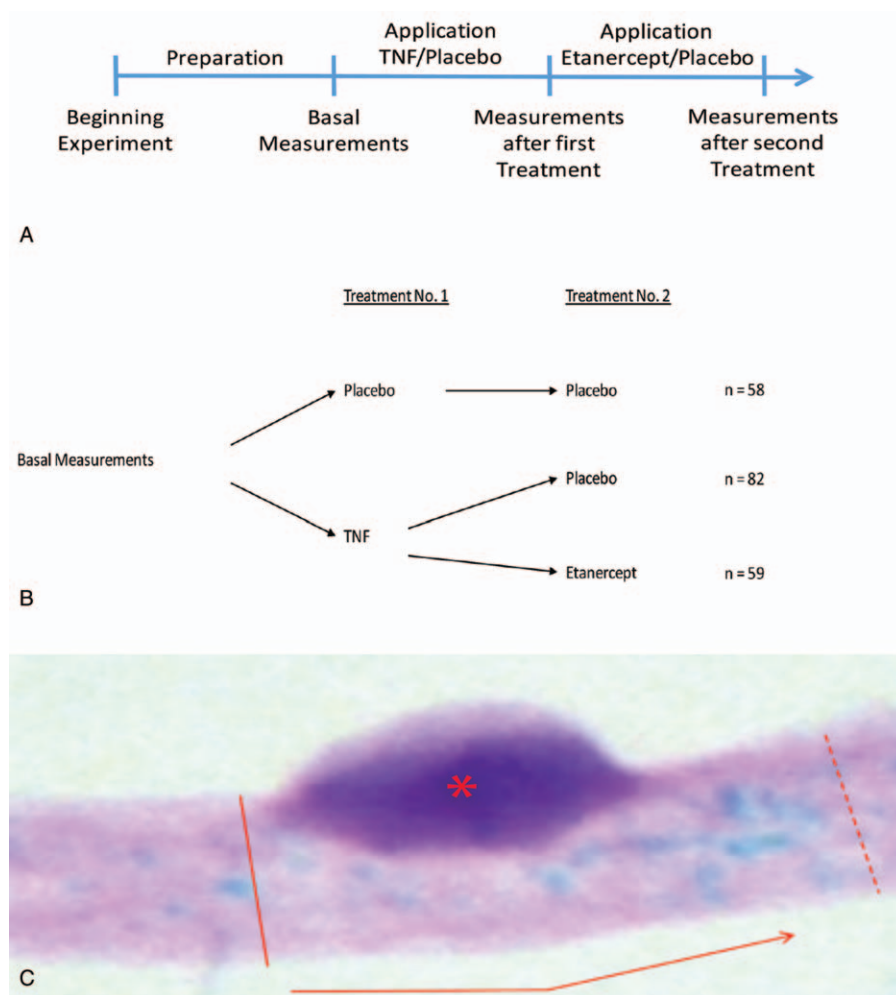 Preparation
Application
TNF/Placebo
Application
Etanercept/Placebo
Beginning
Experiment
Basal
Measurements
Measurements
after first
Treatment
Measurements
after second
Treatment
A
Treatment No. 1
Treatment No. 2
Placebo
Placebo
n = 58
Basal Measurements
Placebo
n = 82
TNF
Etanercept
n = 59
B
*
C